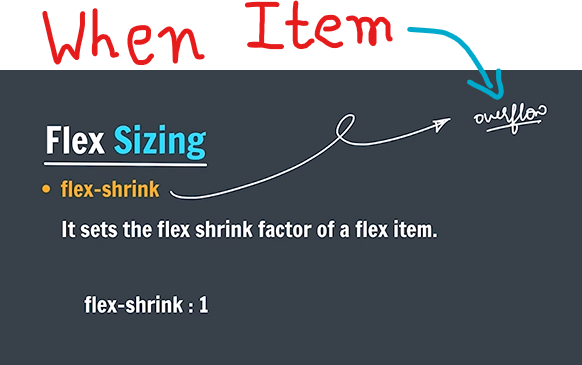 When Item
overflow
Flex Sizing
• flex-shrink
It sets the flex shrink factor of a flex item.
flex-shrink : 1